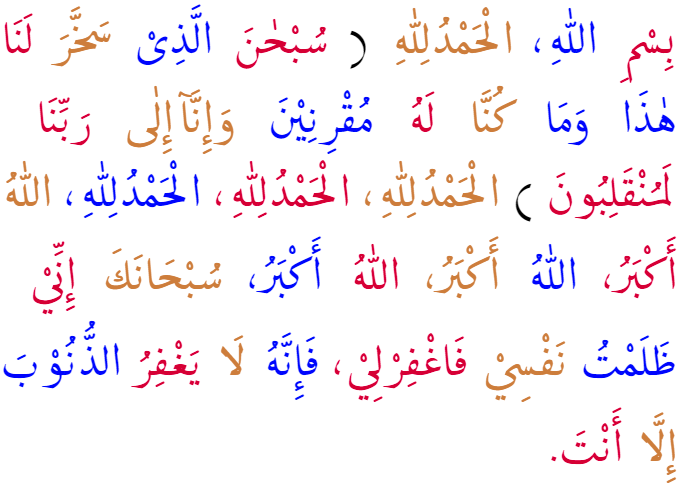 بِسْمِ اللهِ، الْحَمْدُلِلّٰهِ ( سُبْحٰنَ الَّذِىْ سَخَّرَ لَنَا
هٰذَا وَمَا كُنَّا لَهُ مُقْرِنِيْنَ وَإِنَّآ إِلٰى رَبِّنَا
لَمُنْقَلِبُونَ ) الْحَمْدُلِلّٰهِ، الْحَمْدُلِلّٰهِ، الْحَمْدُلِلّٰهِ، اللهُ
أَكْبَرُ، اللهُ أَكْبَرُ، اللهُ أَكْبَرُ، سُبْحَانَكَ إِنِّيْ
ظَلَمْتُ نَفْسِيْ فَاغْفِرْلِيْ، فَإِنَّهُ لَا يَغْفِرُ الذُّنُوْبَ
إِلَّا أَنْتَ.